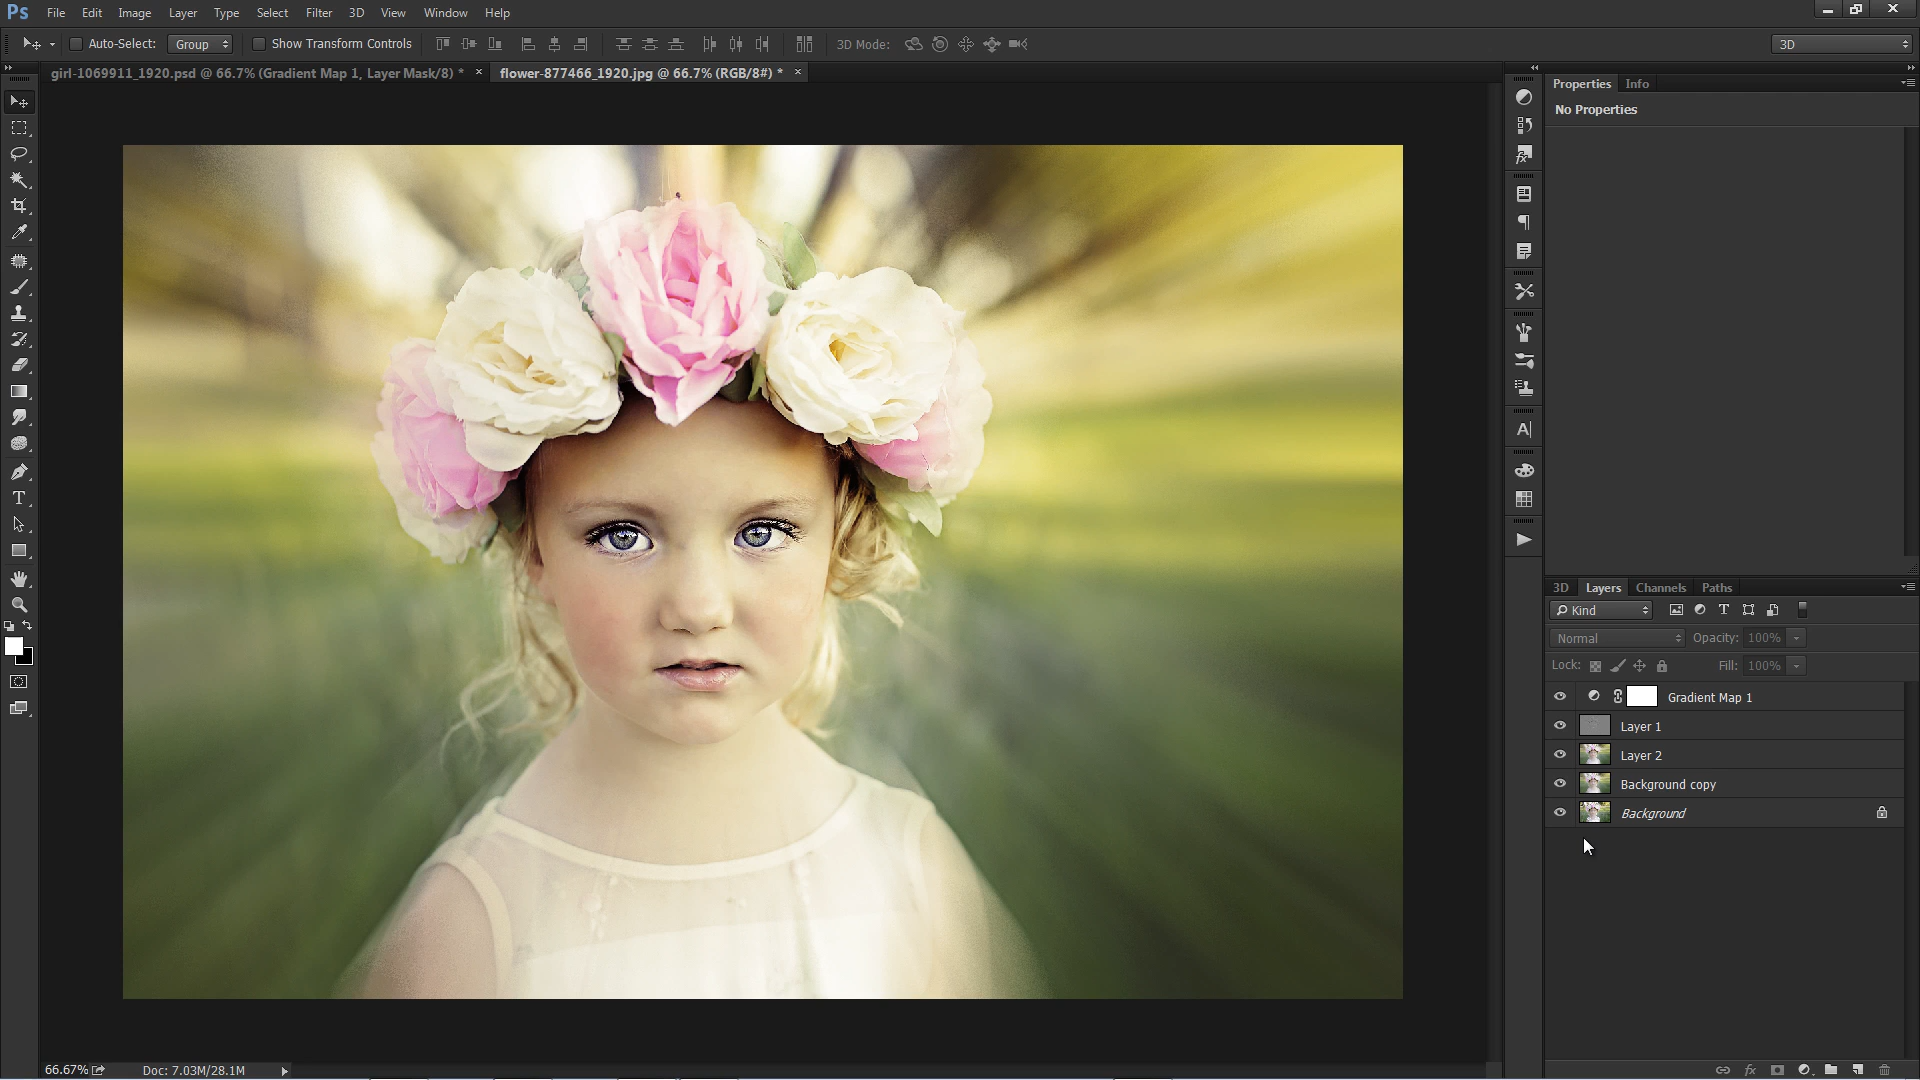 Ps File Edit Image Layer Type Select Filter 3D View Window Help
Auto-Select: Group Show Transform Controls 3D Mode: 3D
girl-1069911_1920.psd @ 66.7% (Gradient Map 1, Layer Mask/8) * × flower-877466_1920.jpg @ 66.7% (RGB/8#) * ×
Properties Info
No Properties
3D Layers Channels Paths
Kind
Normal Opacity: 100%
Lock: Fill: 100%
Gradient Map 1
Layer 1
Layer 2
Background copy
Background
66.67% Doc: 7.03M/28.1M